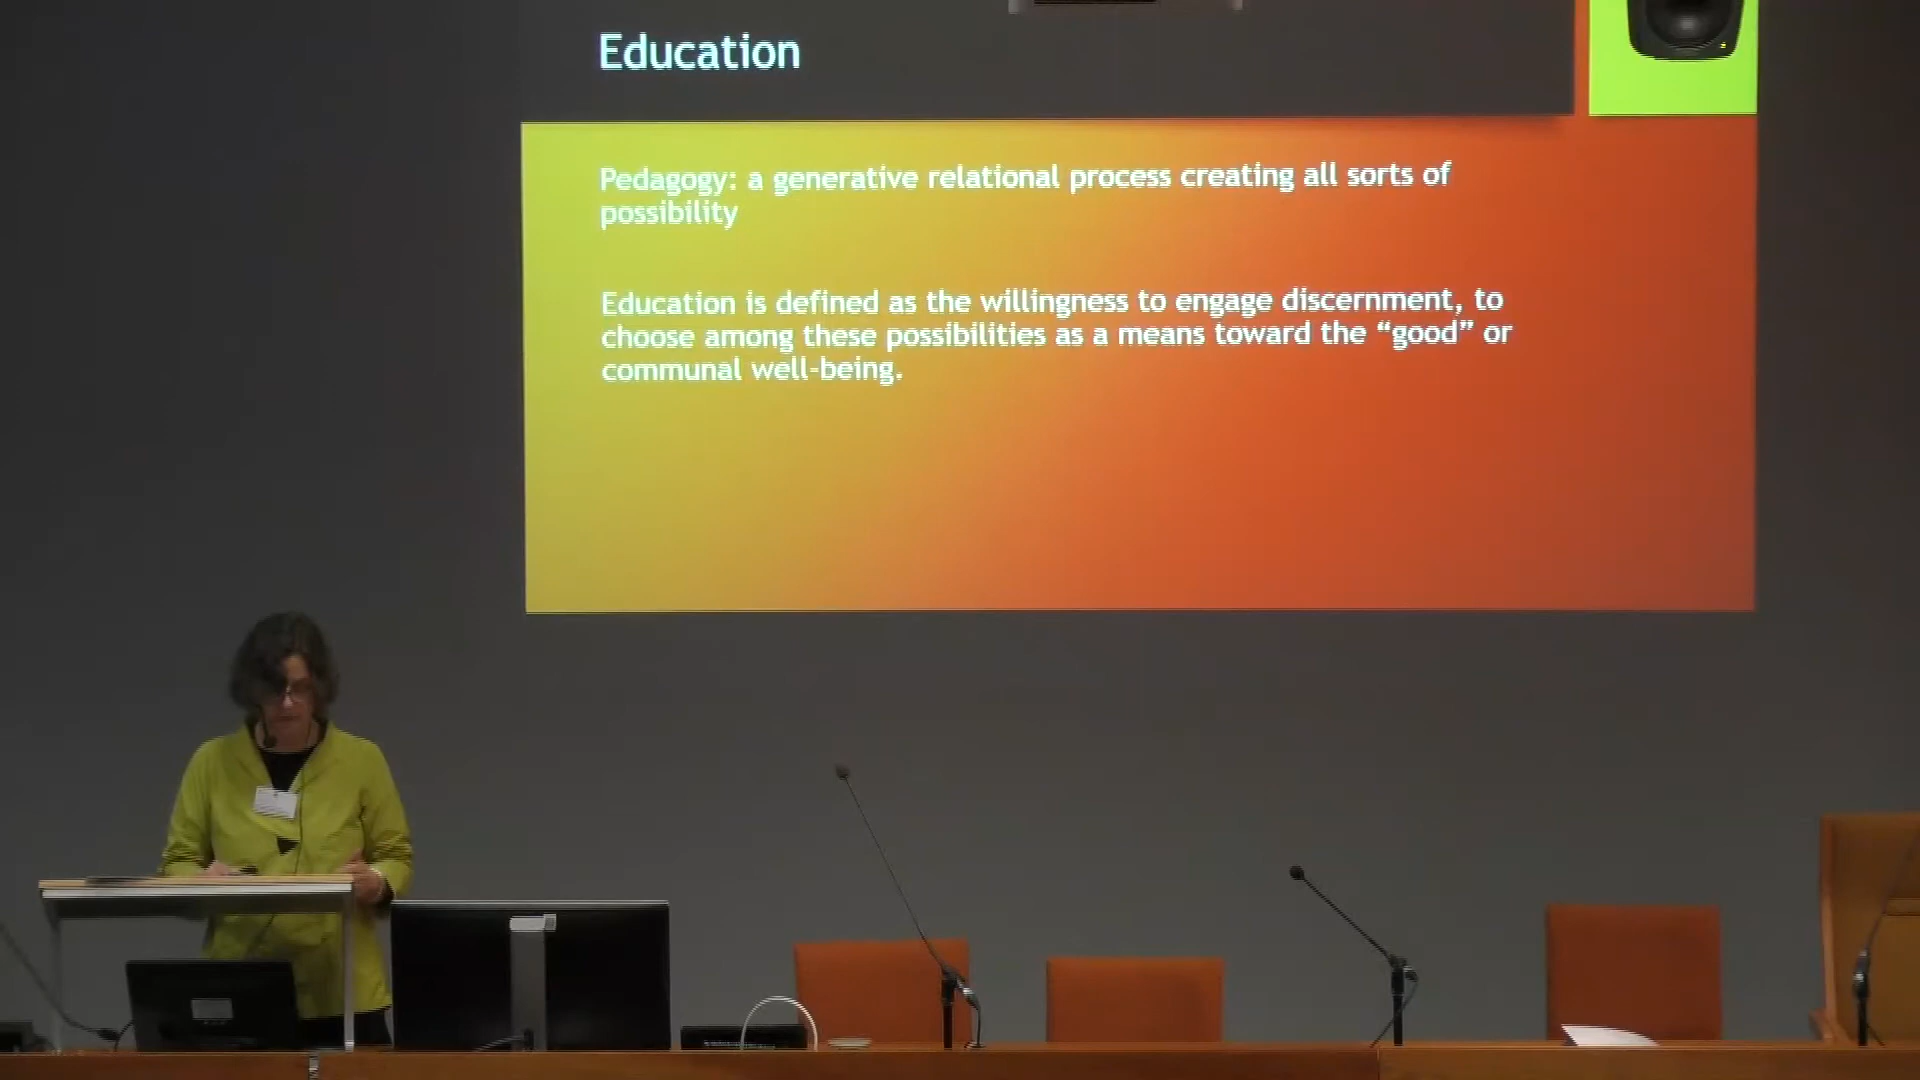 Education
Pedagogy: a generative relational process creating all sorts of
possibility
Education is defined as the willingness to engage discernment, to
choose among these possibilities as a means toward the “good” or
communal well-being.